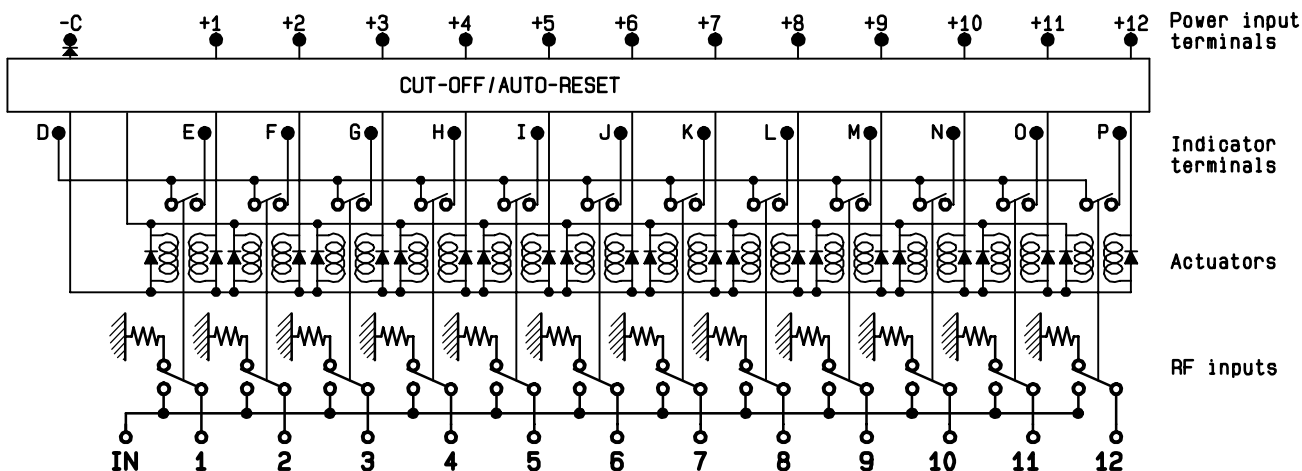 -C +1 +2 +3 +4 +5 +6 +7 +8 +9 +10 +11 +12 Power input
terminals
CUT-OFF/AUTO-RESET
D E F G H I J K L M N O P Indicator
terminals
Actuators
RF inputs
IN 1 2 3 4 5 6 7 8 9 10 11 12